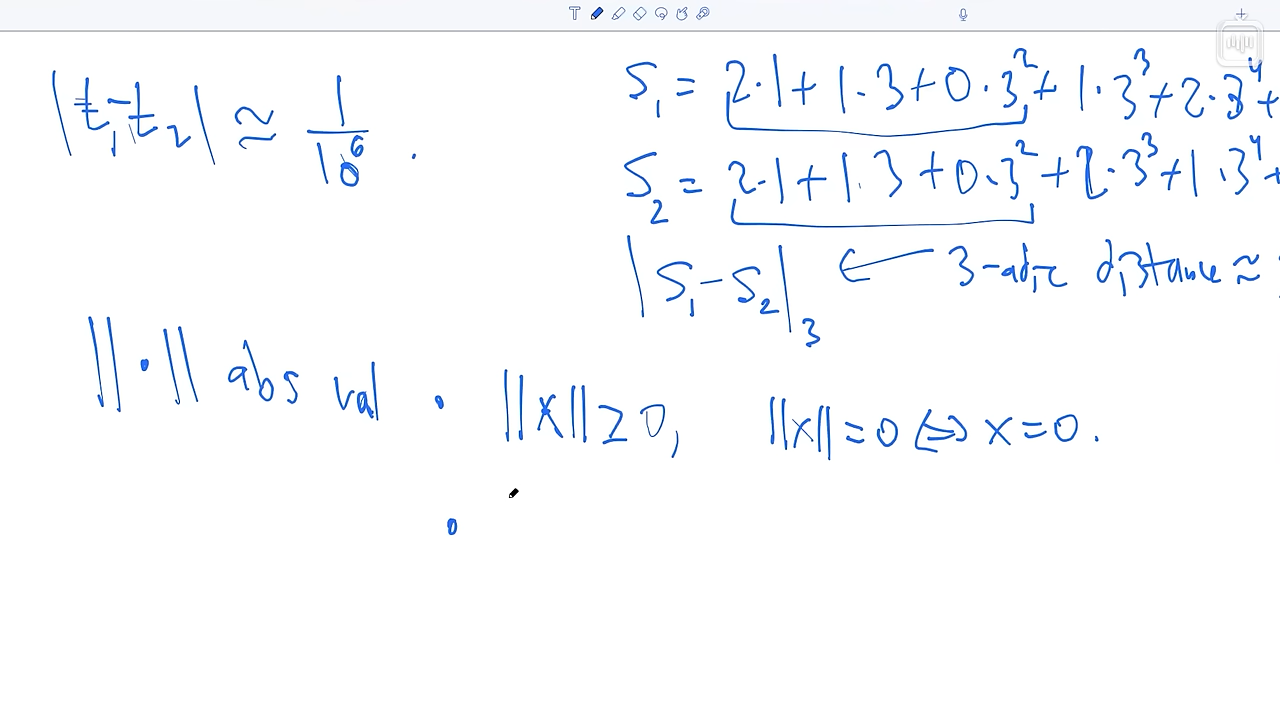 |t₁-t₂| ≅ 1/10⁶.
S₁ = 2·1+1·3+0·3²+1·3³+2·3⁴+
S₂ = 2·1+1·3+0·3²+2·3³+1·3⁴+
|S₁-S₂|₃ ← 3-adic distance ≈
||·|| abs val • ||x|| ≥ 0, ||x||=0 ⇔ x=0.
•